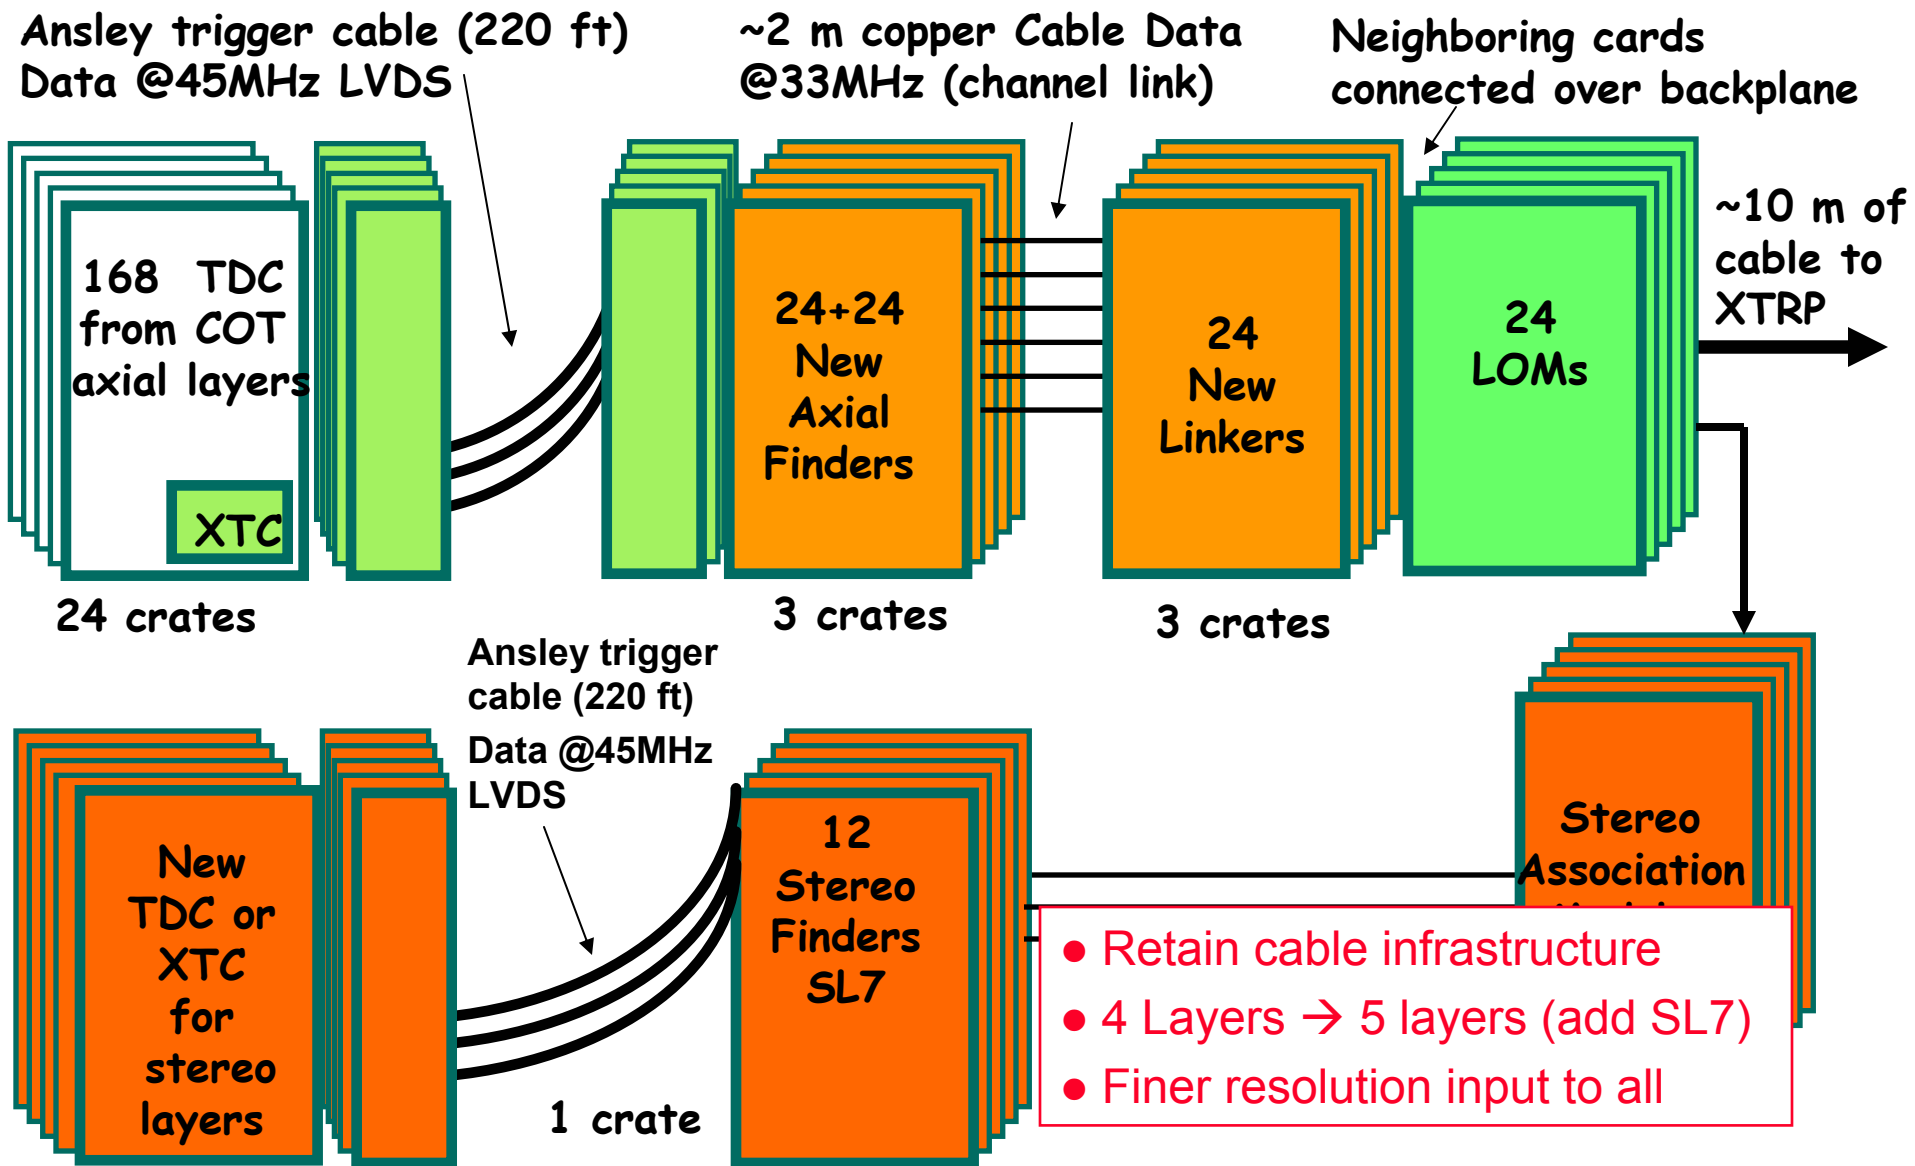 Ansley trigger cable (220 ft)
Data @45MHz LVDS
~2 m copper Cable Data
@33MHz (channel link)
Neighboring cards
connected over backplane
168 TDC
from COT
axial layers
XTC
24+24
New
Axial
Finders
24
New
Linkers
24
LOMs
~10 m of
cable to
XTRP
24 crates
3 crates
3 crates
Ansley trigger
cable (220 ft)
Data @45MHz
LVDS
New
TDC or
XTC
for
stereo
layers
1 crate
12
Stereo
Finders
SL7
Stereo
Association
● Retain cable infrastructure
● 4 Layers → 5 layers (add SL7)
● Finer resolution input to all